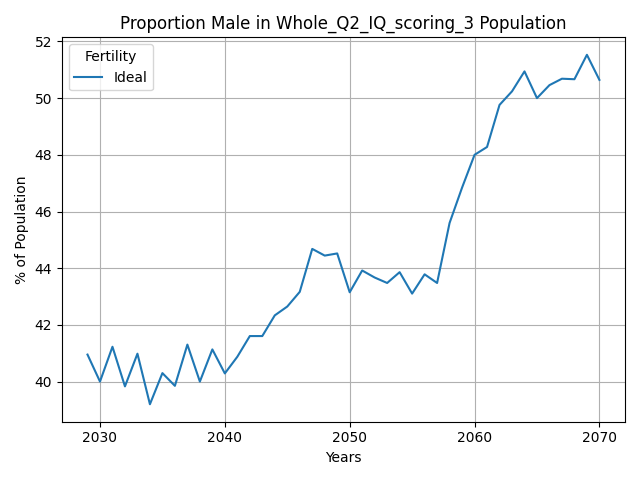 Proportion Male in Whole_Q2_IQ_scoring_3 Population
Fertility
Ideal
% of Population
52
50
48
46
44
42
40
2030 2040 2050 2060 2070
Years